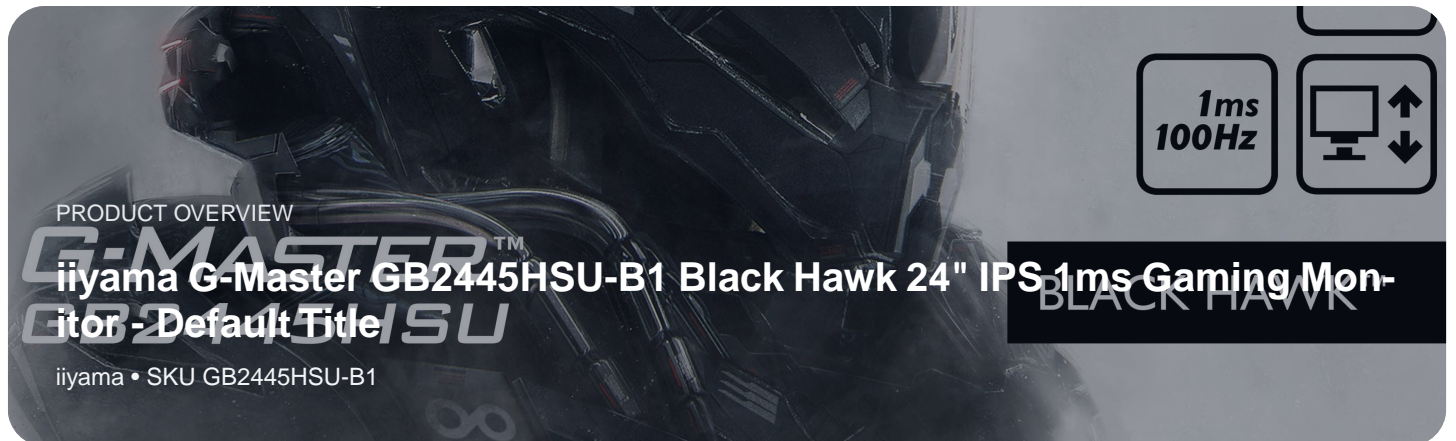 1ms
100Hz
PRODUCT OVERVIEW
G-MASTER™
iiyama G-Master GB2445HSU-B1 Black Hawk 24" IPS 1ms Gaming Mon-
itor - Default Title
BLACK HAWK™
GB2445HSU
iiyama • SKU GB2445HSU-B1